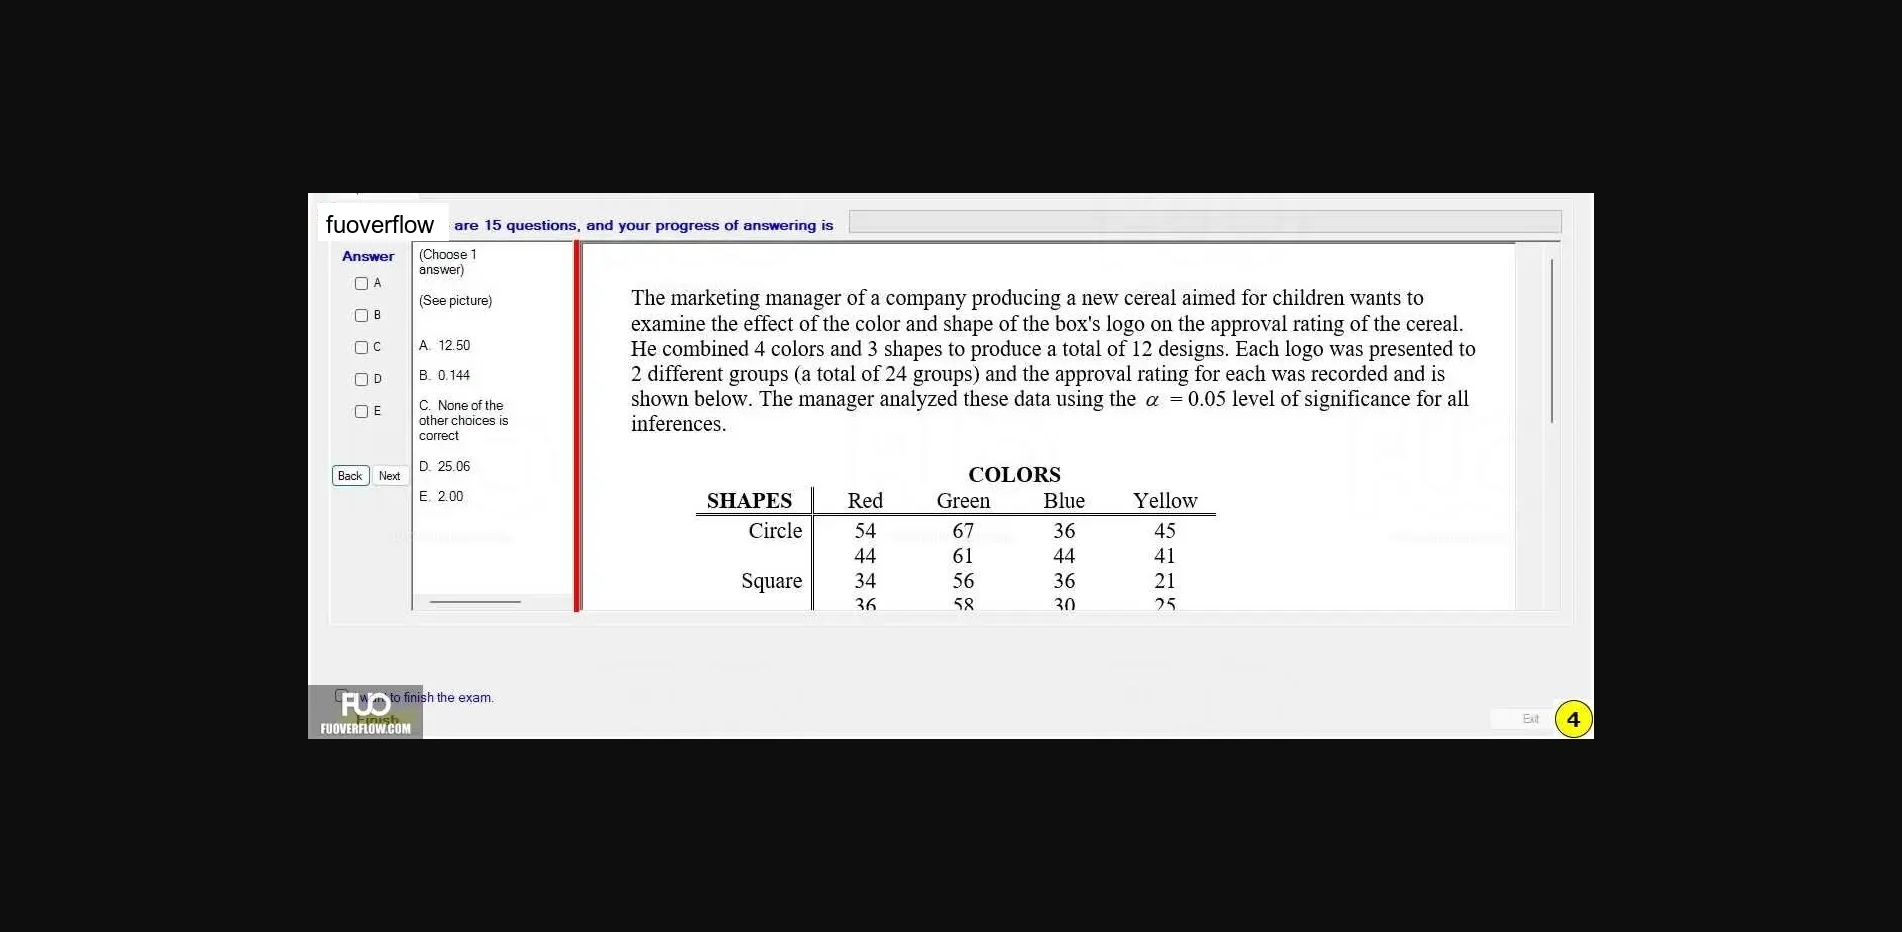 fuoverflow are 15 questions, and your progress of answering is
Answer
A
B
C
D
E
Back Next
(Choose 1
answer)
(See picture)
A. 12.50
B. 0.144
C. None of the
other choices is
correct
D. 25.06
E. 2.00
The marketing manager of a company producing a new cereal aimed for children wants to
examine the effect of the color and shape of the box's logo on the approval rating of the cereal.
He combined 4 colors and 3 shapes to produce a total of 12 designs. Each logo was presented to
2 different groups (a total of 24 groups) and the approval rating for each was recorded and is
shown below. The manager analyzed these data using the α = 0.05 level of significance for all
inferences.
COLORS
SHAPES Red Green Blue Yellow
Circle 54 67 36 45
44 61 44 41
Square 34 56 36 21
36 58 30 25
want to finish the exam.
Finish
FUO
FUOVERFLOW.COM
Exit
4